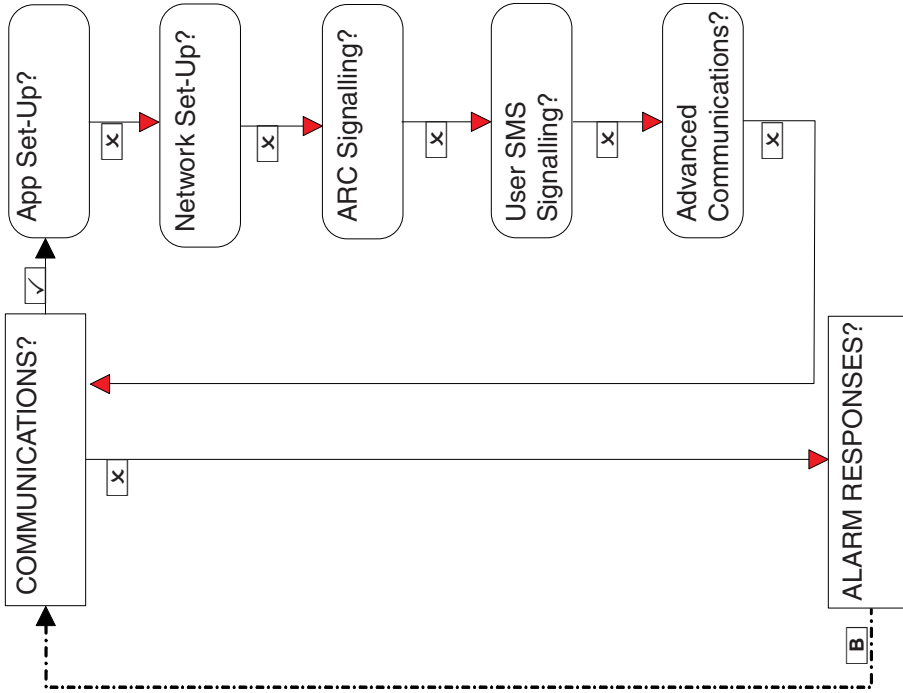 COMMUNICATIONS?
✓
App Set-Up?
x
Network Set-Up?
x
ARC Signalling?
x
User SMS
Signalling?
x
Advanced
Communications?
x
x
ALARM RESPONSES?
B